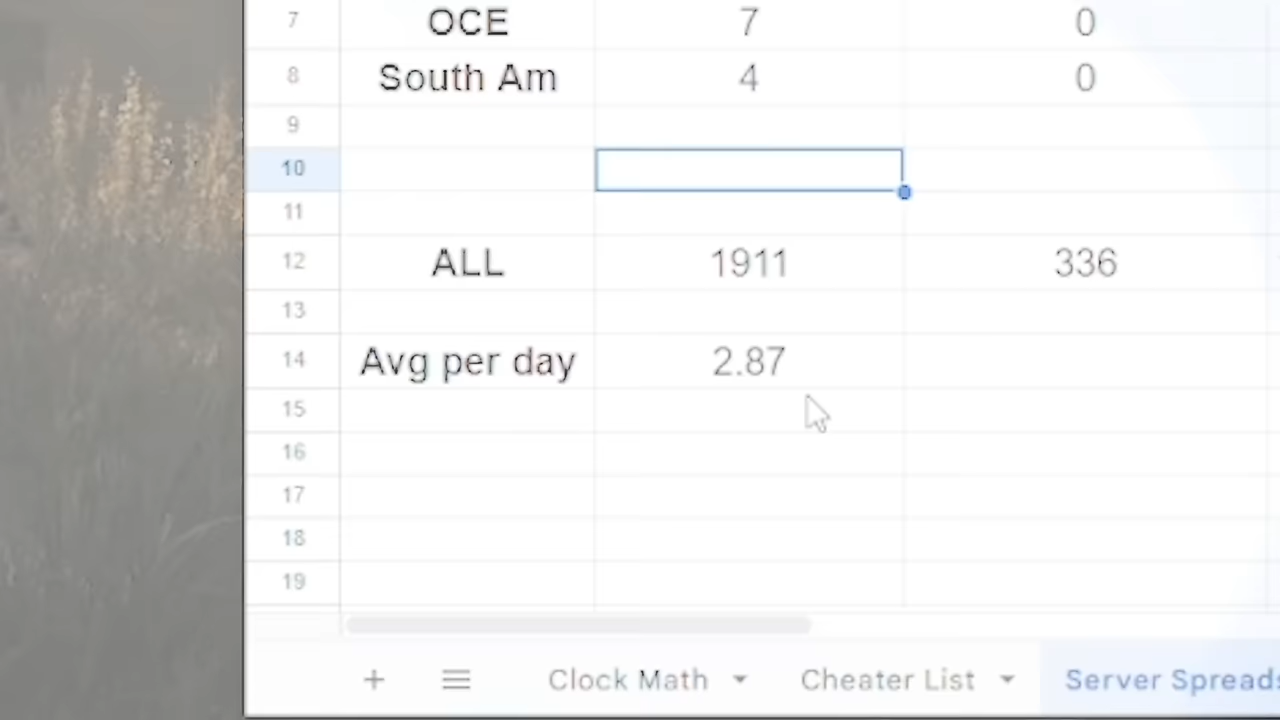 7 OCE 7 0
8 South Am 4 0
9
10
11
12 ALL 1911 336
13
14 Avg per day 2.87
15
16
17
18
19
+ Clock Math Cheater List Server Spreads